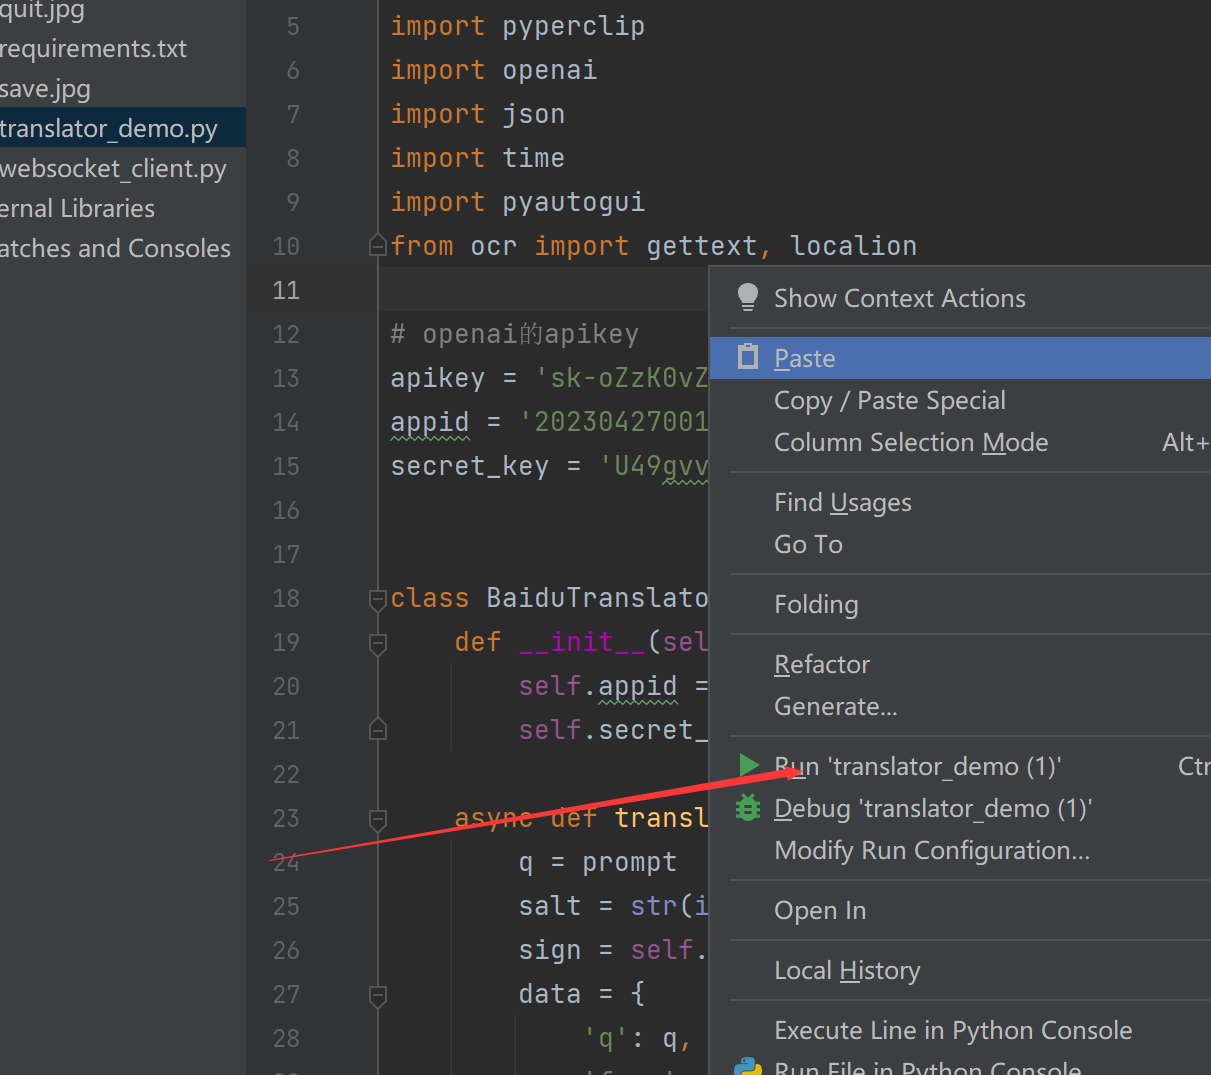 quit.jpg
requirements.txt
save.jpg
translator_demo.py
websocket_client.py
ernal Libraries
atches and Consoles
5 import pyperclip
6 import openai
7 import json
8 import time
9 import pyautogui
10 from ocr import gettext, localion
11
12 # openai的apikey
13 apikey = 'sk-oZzK0vZ
14 appid = '20230427001
15 secret_key = 'U49gvv
16
17
18 class BaiduTranslato
19 def __init__(sel
20 self.appid =
21 self.secret_
22
23 async def transl
24 q = prompt
25 salt = str(i
26 sign = self.
27 data = {
28 'q': q,
Show Context Actions
Paste
Copy / Paste Special
Column Selection Mode Alt+
Find Usages
Go To
Folding
Refactor
Generate...
Run 'translator_demo (1)' Ctr
Debug 'translator_demo (1)'
Modify Run Configuration...
Open In
Local History
Execute Line in Python Console
Run File in Python Console